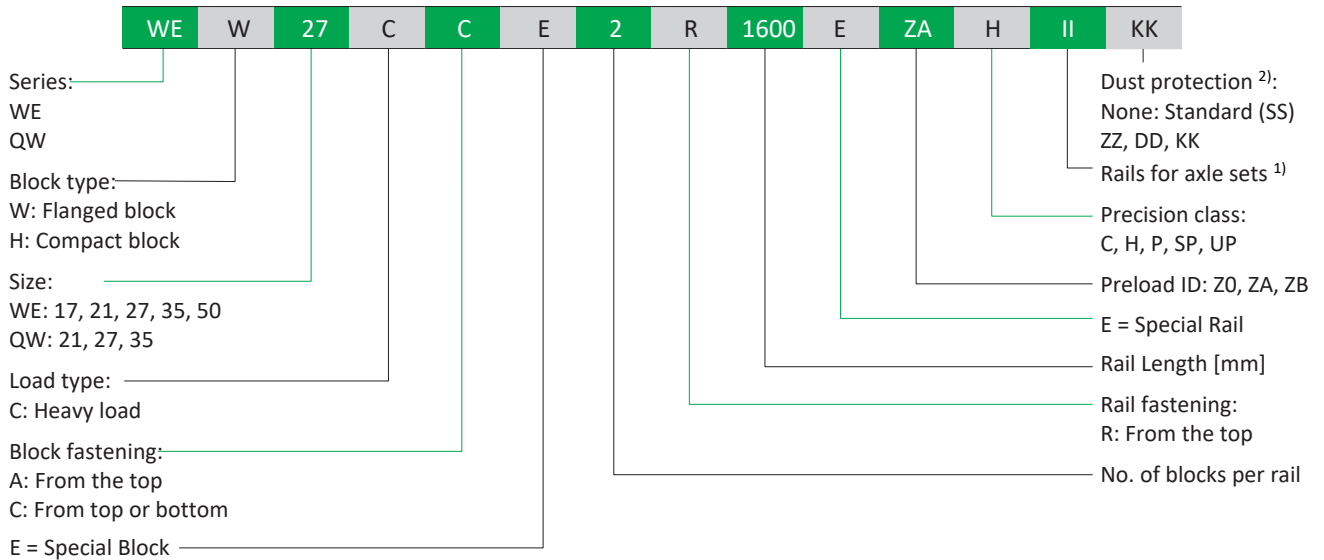 WE W 27 C C E 2 R 1600 E ZA H II KK
Series:
WE
QW
Block type:
W: Flanged block
H: Compact block
Size:
WE: 17, 21, 27, 35, 50
QW: 21, 27, 35
Load type:
C: Heavy load
Block fastening:
A: From the top
C: From top or bottom
E = Special Block
Dust protection 2):
None: Standard (SS)
ZZ, DD, KK
Rails for axle sets 1)
Precision class:
C, H, P, SP, UP
Preload ID: Z0, ZA, ZB
E = Special Rail
Rail Length [mm]
Rail fastening:
R: From the top
No. of blocks per rail